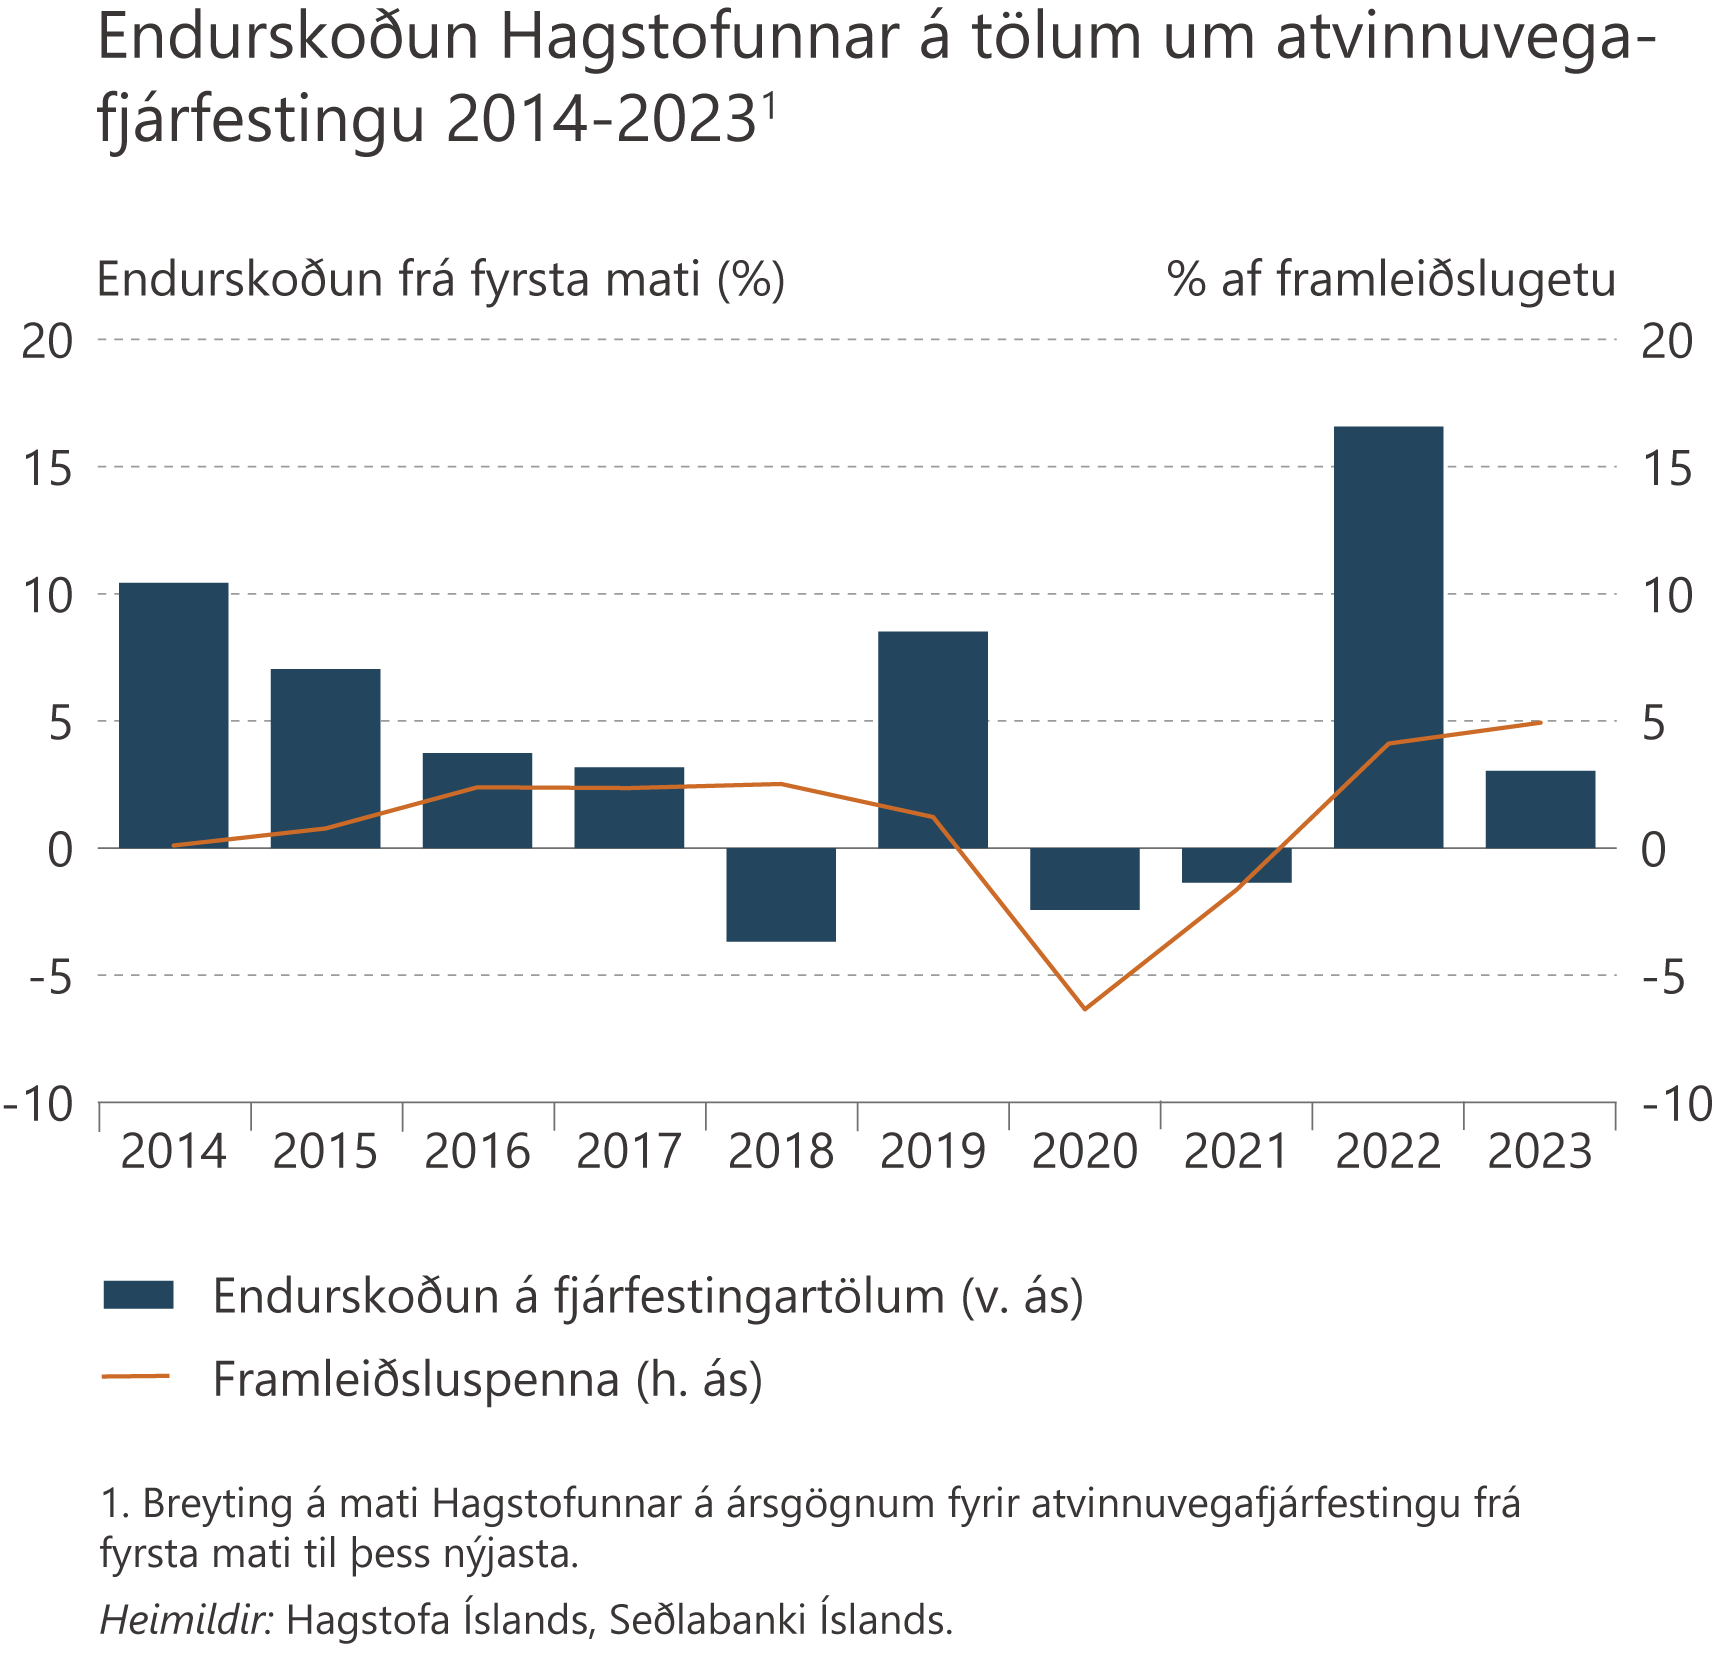 Endurskoðun Hagstofunnar á tölum um atvinnuvega-
fjárfestingu 2014-2023¹
Endurskoðun frá fyrsta mati (%)
% af framleiðslugetu
20 20
15 15
10 10
5 5
0 0
-5 -5
-10 -10
2014 2015 2016 2017 2018 2019 2020 2021 2022 2023
Endurskoðun á fjárfestingartölum (v. ás)
Framleiðsluspenna (h. ás)
1. Breyting á mati Hagstofunnar á ársgögnum fyrir atvinnuvegafjárfestingu frá
fyrsta mati til þess nýjasta.
Heimildir: Hagstofa Íslands, Seðlabanki Íslands.